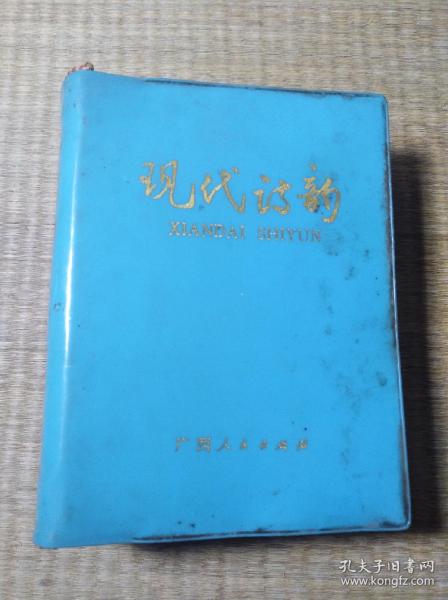 现代诗韵
XIANDAI SHIYUN
广西人民出版社
孔夫子旧书网
www.kongfz.com